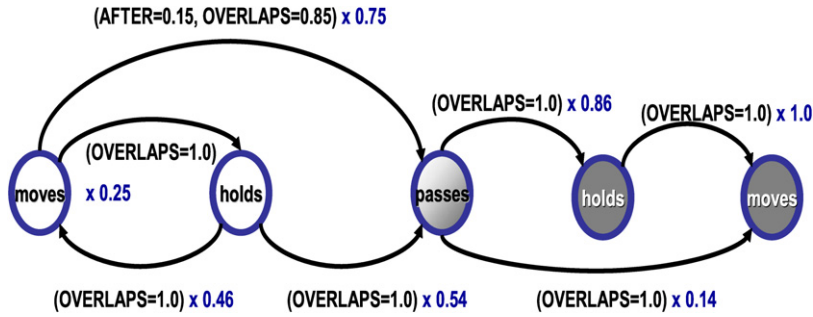 (AFTER=0.15, OVERLAPS=0.85) x 0.75
(OVERLAPS=1.0) x 0.86
(OVERLAPS=1.0) x 1.0
(OVERLAPS=1.0)
moves
x 0.25
holds
passes
holds
moves
(OVERLAPS=1.0) x 0.46
(OVERLAPS=1.0) x 0.54
(OVERLAPS=1.0) x 0.14